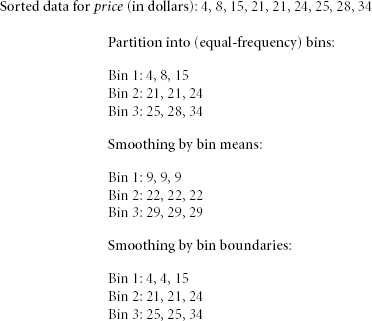 Sorted data for price (in dollars): 4, 8, 15, 21, 21, 24, 25, 28, 34
Partition into (equal-frequency) bins:
Bin 1: 4, 8, 15
Bin 2: 21, 21, 24
Bin 3: 25, 28, 34
Smoothing by bin means:
Bin 1: 9, 9, 9
Bin 2: 22, 22, 22
Bin 3: 29, 29, 29
Smoothing by bin boundaries:
Bin 1: 4, 4, 15
Bin 2: 21, 21, 24
Bin 3: 25, 25, 34